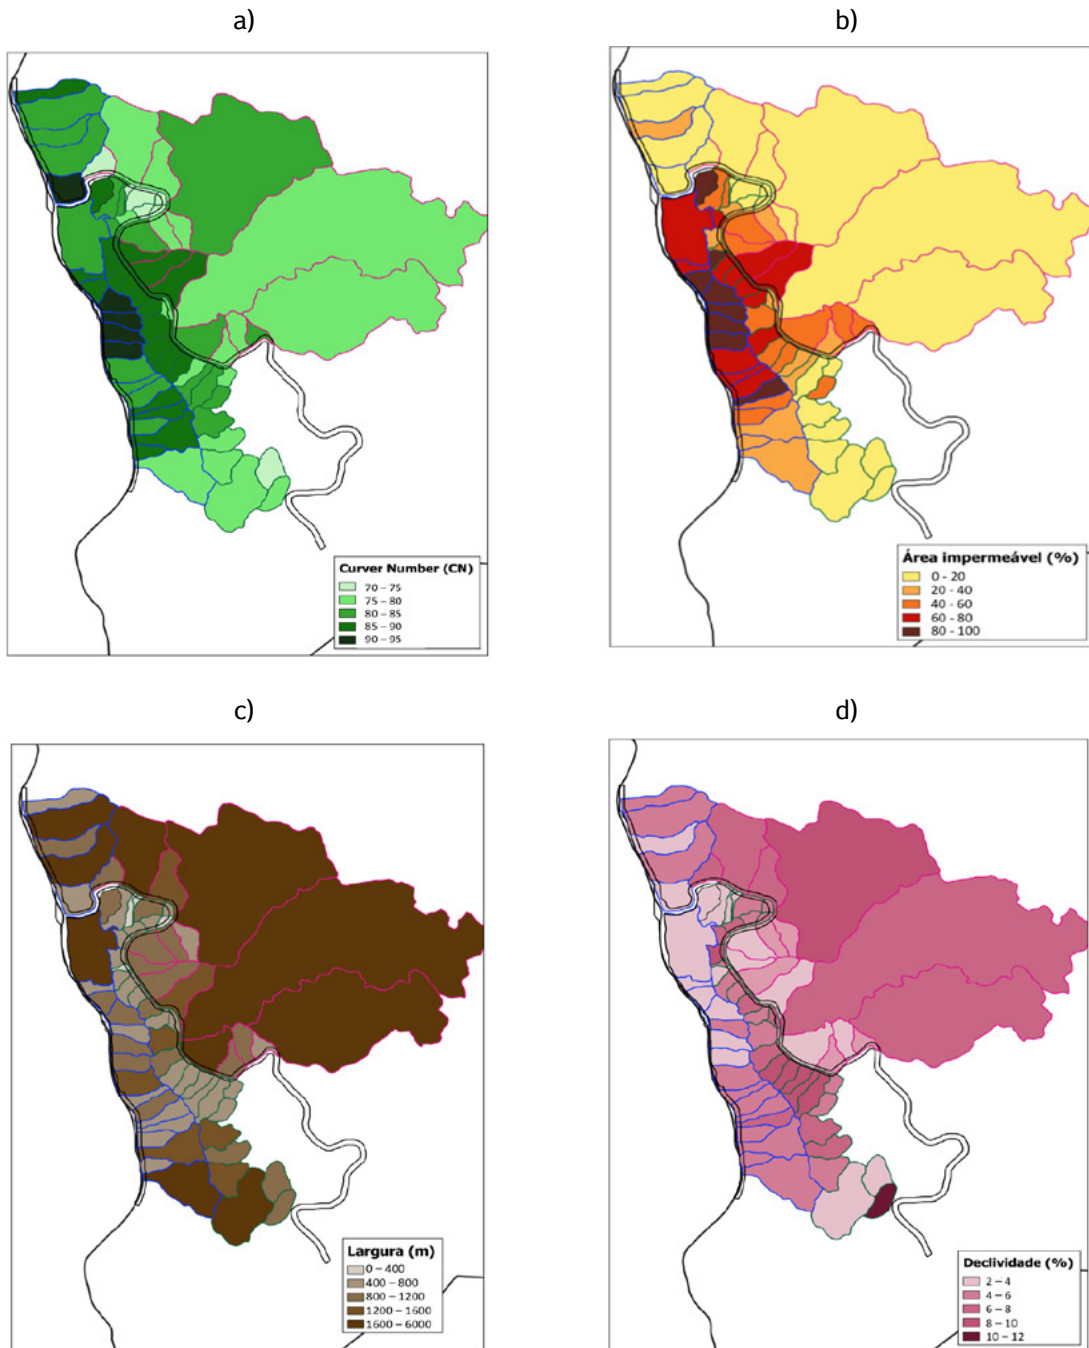 a)
b)
Curver Number (CN)
70 – 75
75 – 80
80 – 85
85 – 90
90 – 95
Área impermeável (%)
0 - 20
20 - 40
40 - 60
60 - 80
80 - 100
c)
d)
Largura (m)
0 – 400
400 – 800
800 – 1200
1200 – 1600
1600 – 6000
Declividade (%)
2 – 4
4 – 6
6 – 8
8 – 10
10 – 12